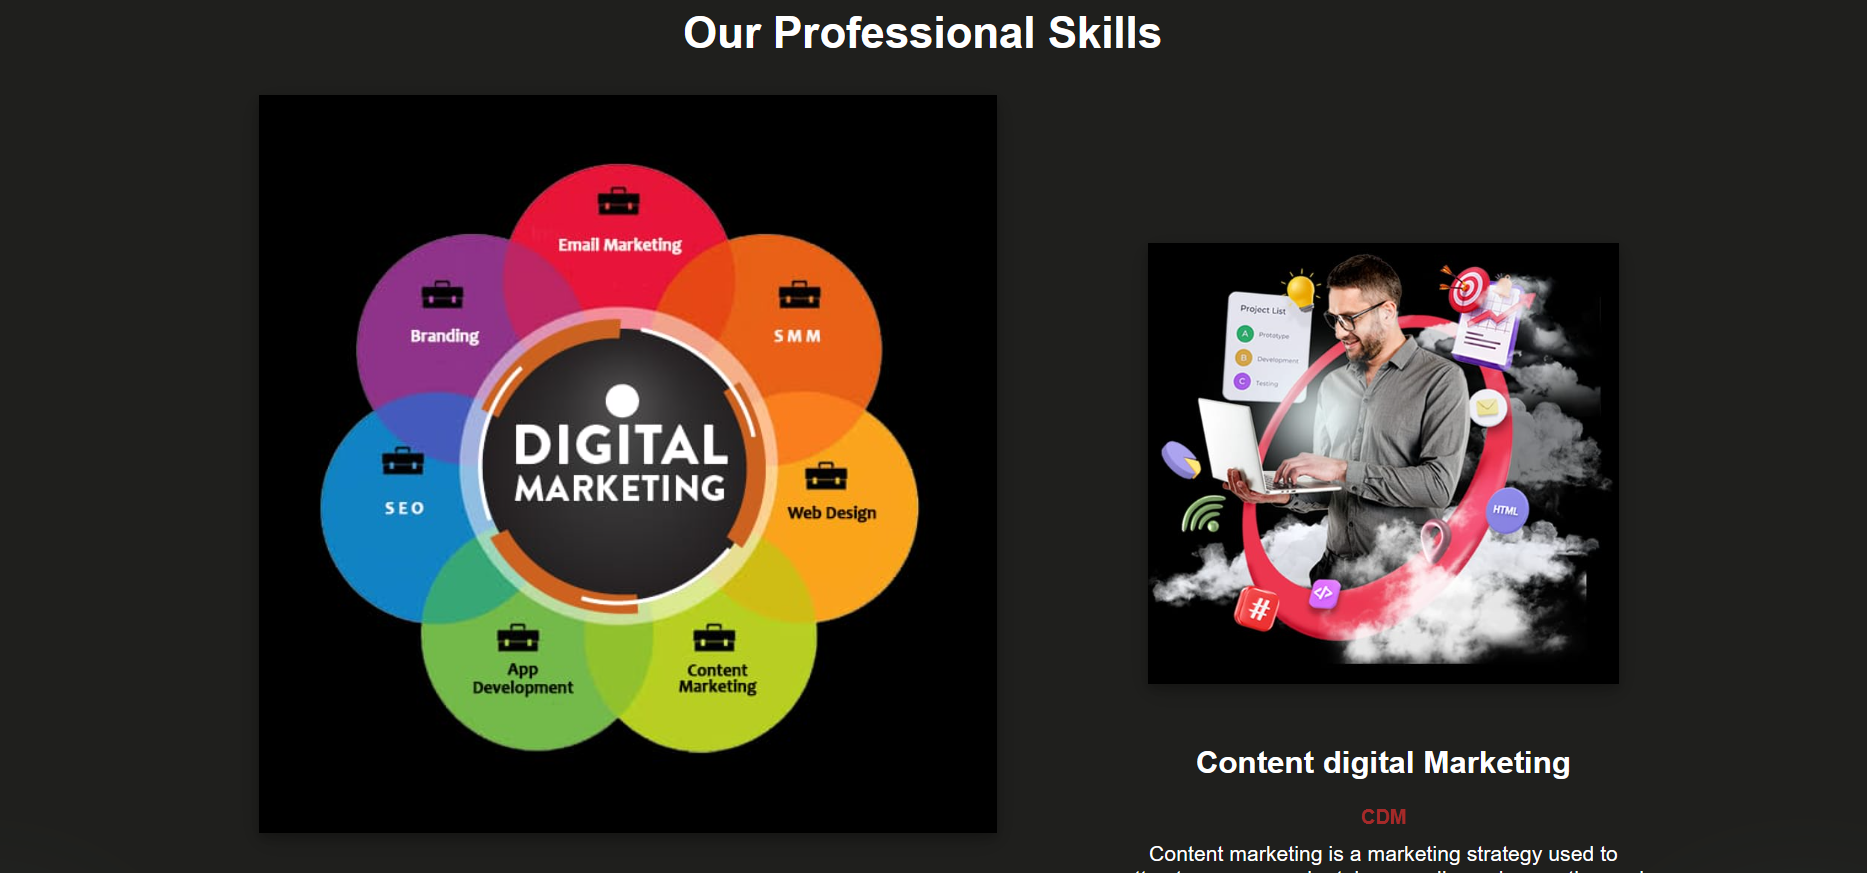 Our Professional Skills
Email Marketing
Branding
SMM
DIGITAL
MARKETING
SEO
Web Design
App
Development
Content
Marketing
Project List
A Prototype
B Development
C Testing
HTML
</>
#
Content digital Marketing
CDM
Content marketing is a marketing strategy used to